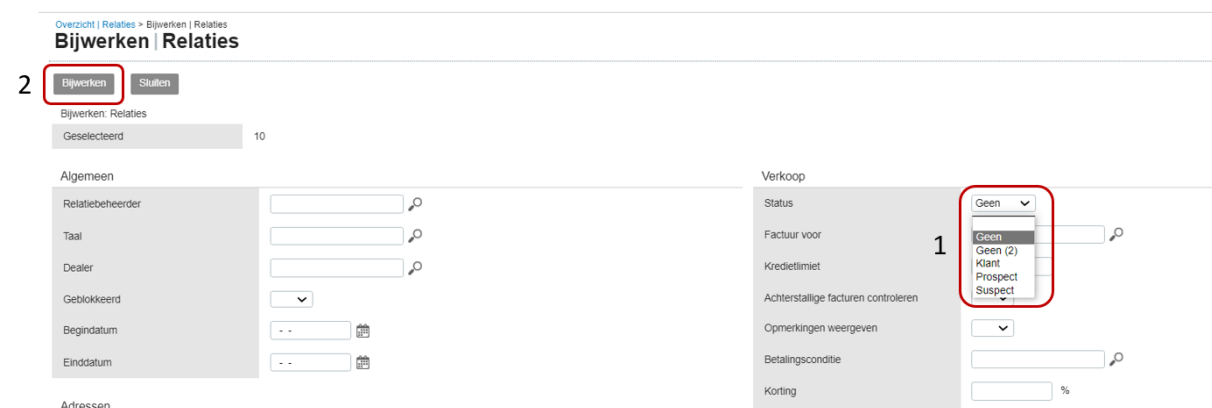 Overzicht | Relaties > Bijwerken | Relaties
Bijwerken | Relaties
2
Bijwerken Sluiten
Bijwerken: Relaties
Geselecteerd 10
Algemeen
Relatiebeheerder
Taal
Dealer
Geblokkeerd
Begindatum - -
Einddatum - -
Adressen
Verkoop
Status Geen
Factuur voor
1
Geen
Geen (2)
Klant
Prospect
Suspect
Kredietlimiet
Achterstallige facturen controleren
Opmerkingen weergeven
Betalingsconditie
Korting %